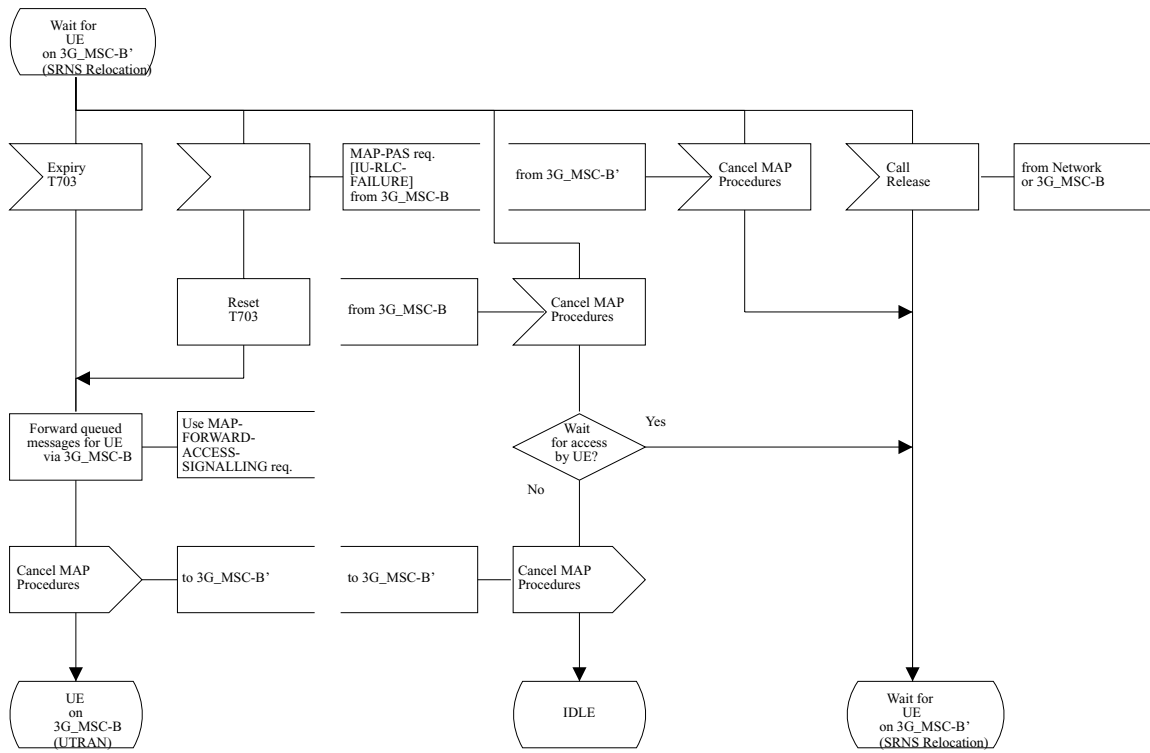 Wait for
UE
on 3G_MSC-B’
(SRNS Relocation)
Expiry
T703
MAP-PAS req.
[IU-RLC-
FAILURE]
from 3G_MSC-B
from 3G_MSC-B’
Cancel MAP
Procedures
Call
Release
from Network
or 3G_MSC-B
Reset
T703
from 3G_MSC-B
Cancel MAP
Procedures
Forward queued
messages for UE
via 3G_MSC-B
Use MAP-
FORWARD-
ACCESS-
SIGNALLING req.
Wait
for access
by UE?
Yes
No
Cancel MAP
Procedures
to 3G_MSC-B’
to 3G_MSC-B’
Cancel MAP
Procedures
UE
on
3G_MSC-B
(UTRAN)
IDLE
Wait for
UE
on 3G_MSC-B’
(SRNS Relocation)